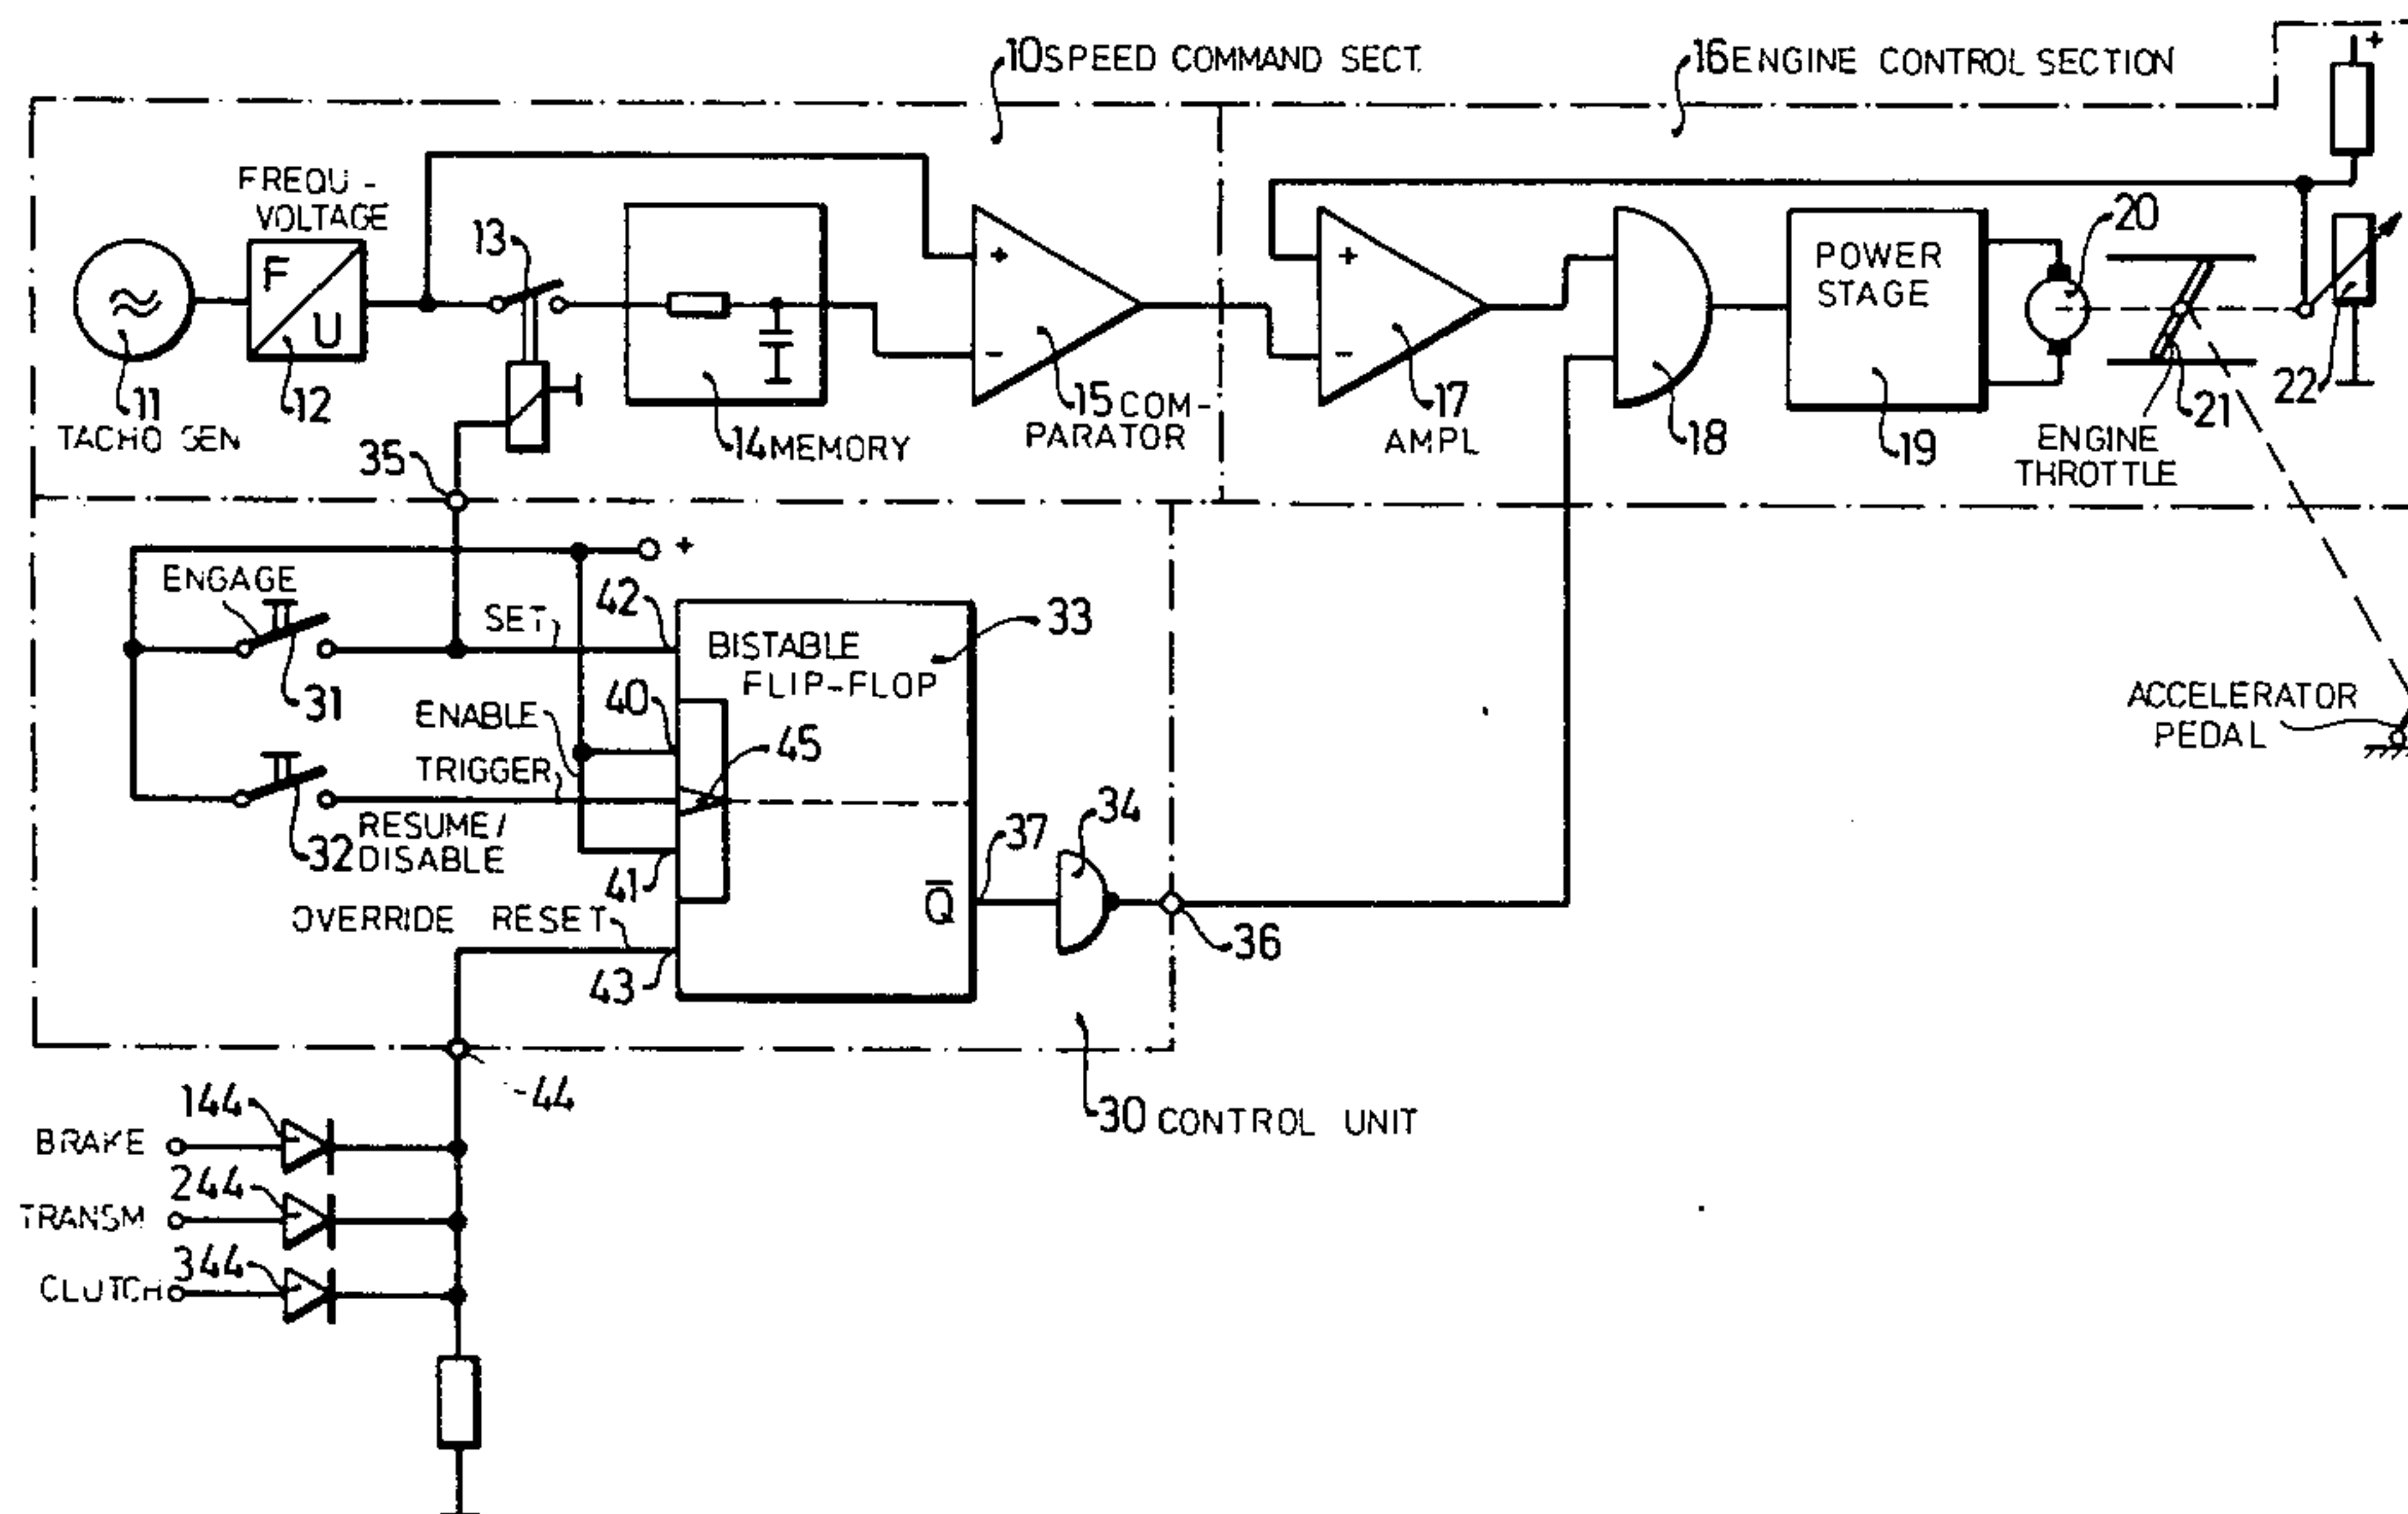 10 SPEED COMMAND SECT.
16 ENGINE CONTROL SECTION
+
FREQU-
VOLTAGE
13
20
F
U
+
-
+
-
POWER
STAGE
11
TACHO SEN
12
14 MEMORY
15 COM-
PARATOR
17
AMPL
18
19
21
22
ENGINE
THROTTLE
35
+
ENGAGE
SET
42
33
BISTABLE
FLIP-FLOP
31
40
ENABLE
45
TRIGGER
ACCELERATOR
PEDAL
RESUME/
32 DISABLE
41
37
34
Q̅
OVERRIDE RESET
36
43
44
30 CONTROL UNIT
144
BRAKE
244
TRANSM
344
CLUTCH